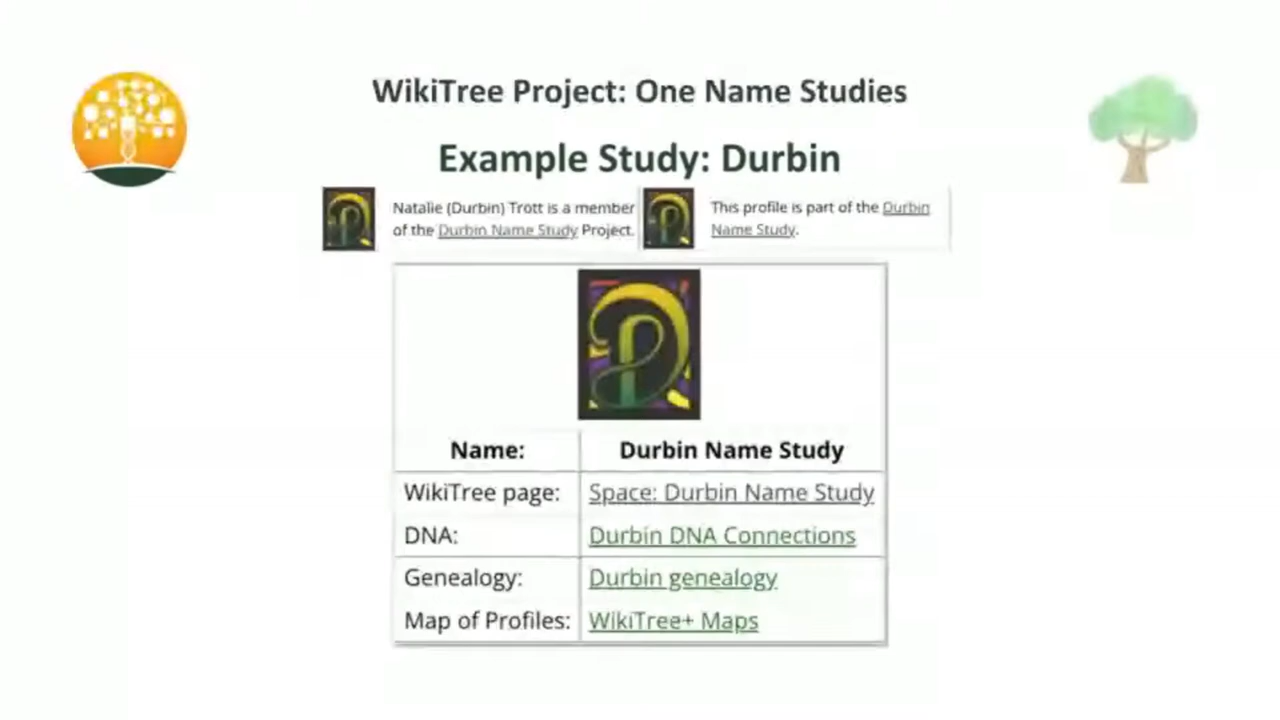 WikiTree Project: One Name Studies
Example Study: Durbin
Natalie (Durbin) Trott is a member
of the Durbin Name Study Project.
This profile is part of the Durbin
Name Study.
Name: Durbin Name Study
WikiTree page: Space: Durbin Name Study
DNA: Durbin DNA Connections
Genealogy: Durbin genealogy
Map of Profiles: WikiTree+ Maps